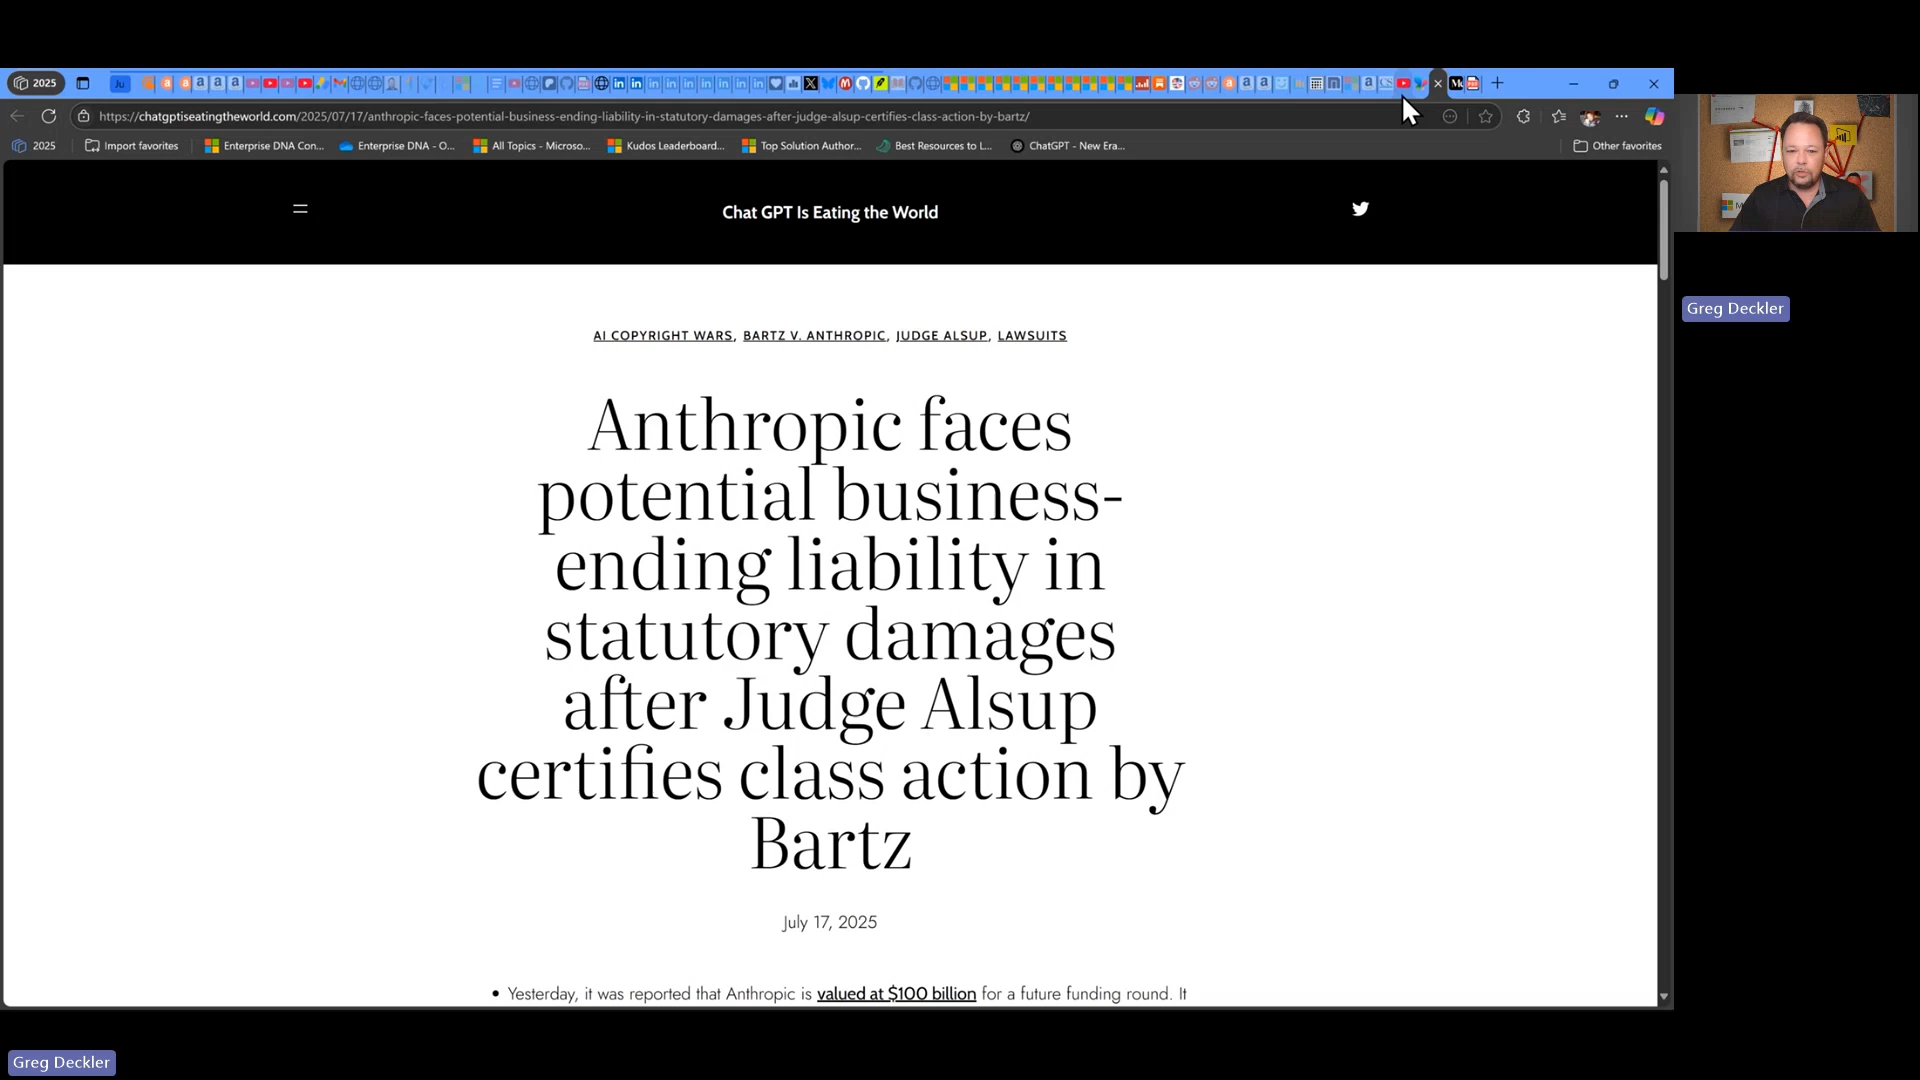 2025
https://chatgptiseatingtheworld.com/2025/07/17/anthropic-faces-potential-business-ending-liability-in-statutory-damages-after-judge-alsup-certifies-class-action-by-bartz/
2025 Import favorites Enterprise DNA Con... Enterprise DNA - O... All Topics - Microso... Kudos Leaderboard... Top Solution Author... Best Resources to L... ChatGPT - New Era... Other favorites
Chat GPT Is Eating the World
AI COPYRIGHT WARS, BARTZ V. ANTHROPIC, JUDGE ALSUP, LAWSUITS
Anthropic faces
potential business-
ending liability in
statutory damages
after Judge Alsup
certifies class action by
Bartz
July 17, 2025
• Yesterday, it was reported that Anthropic is valued at $100 billion for a future funding round. It
Greg Deckler
Greg Deckler